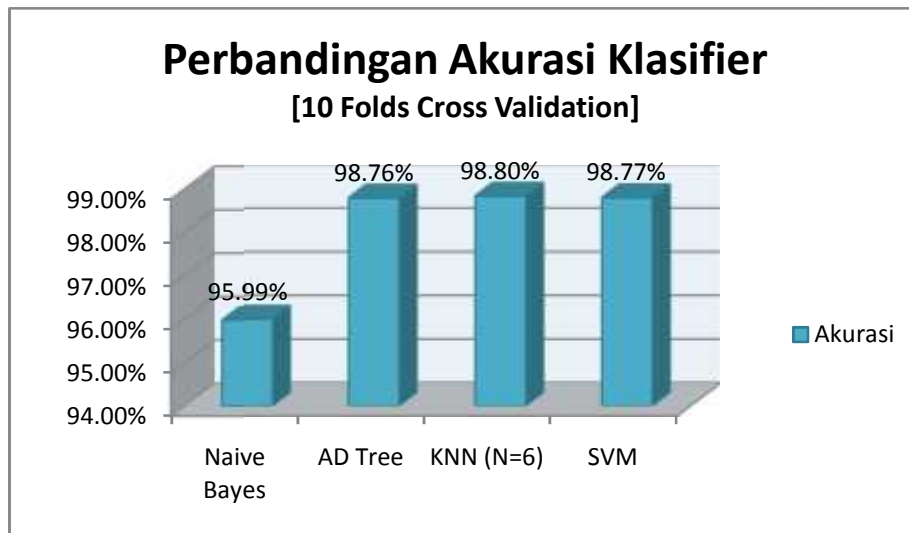 Perbandingan Akurasi Klasifier
[10 Folds Cross Validation]
98.76%
98.80%
98.77%
95.99%
99.00%
98.00%
97.00%
96.00%
95.00%
94.00%
Akurasi
Naive
Bayes
AD Tree
KNN (N=6)
SVM